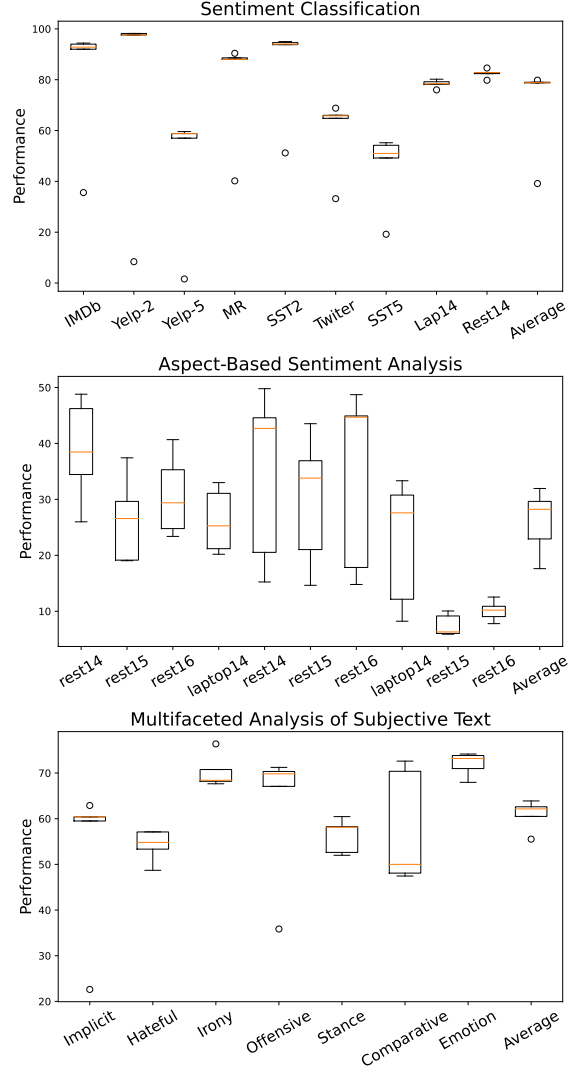 Sentiment Classification
100
80
60
40
20
0
Performance
IMDb Yelp-2 Yelp-5 MR SST2 Twiter SST5 Lap14 Rest14 Average
Aspect-Based Sentiment Analysis
50
40
30
20
10
Performance
rest14 rest15 rest16 laptop14 rest14 rest15 rest16 laptop14 rest15 rest16 Average
Multifaceted Analysis of Subjective Text
70
60
50
40
30
20
Performance
Implicit Hateful Irony Offensive Stance Comparative Emotion Average